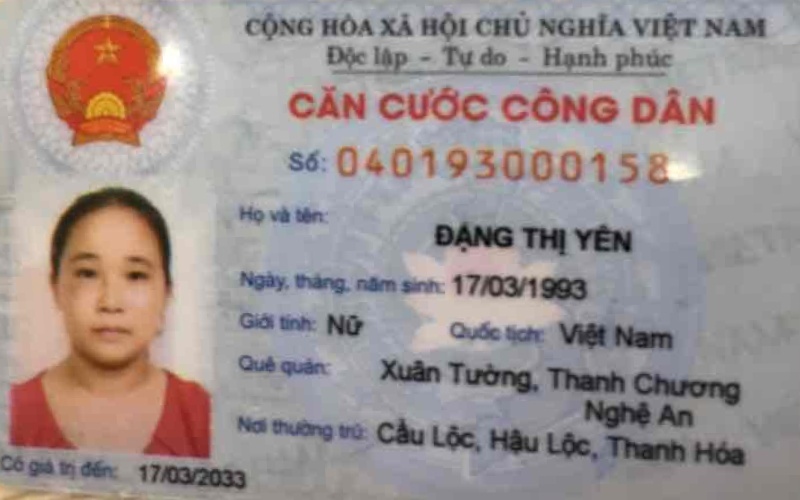 CỘNG HÒA XÃ HỘI CHỦ NGHĨA VIỆT NAM
Độc lập - Tự do - Hạnh phúc
CĂN CƯỚC CÔNG DÂN
Số: 040193000158
Họ và tên:
ĐẶNG THỊ YÊN
Ngày, tháng, năm sinh: 17/03/1993
Giới tính: Nữ Quốc tịch: Việt Nam
Quê quán: Xuân Tường, Thanh Chương
Nghệ An
Nơi thường trú: Cầu Lộc, Hậu Lộc, Thanh Hóa
Có giá trị đến: 17/03/2033